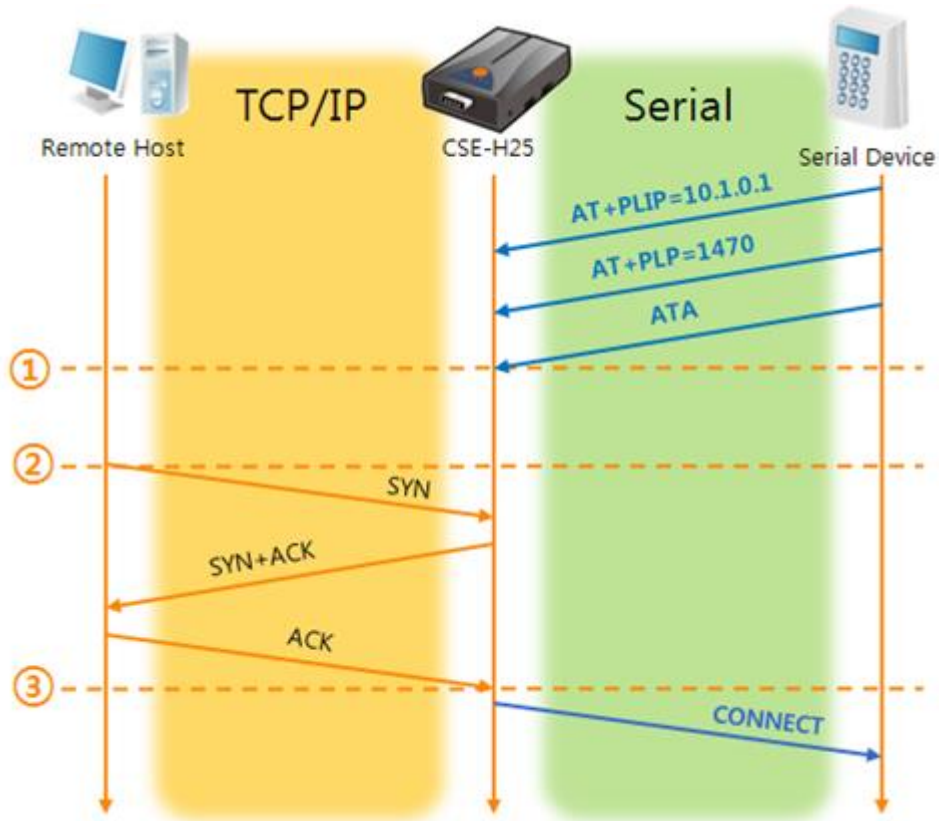 TCP/IP
Serial
Remote Host
CSE-H25
Serial Device
AT+PLIP=10.1.0.1
AT+PLP=1470
ATA
①
②
SYN
SYN+ACK
ACK
③
CONNECT